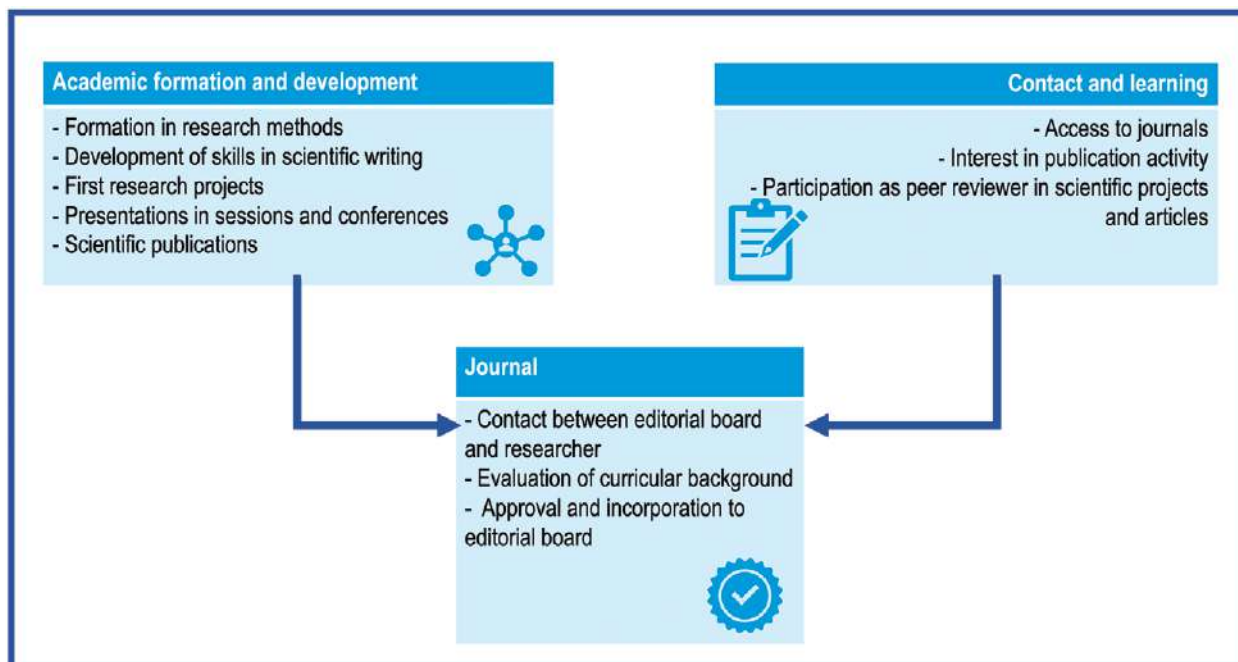 Academic formation and development
- Formation in research methods
- Development of skills in scientific writing
- First research projects
- Presentations in sessions and conferences
- Scientific publications
Contact and learning
- Access to journals
- Interest in publication activity
- Participation as peer reviewer in scientific projects
and articles
Journal
- Contact between editorial board
and researcher
- Evaluation of curricular background
- Approval and incorporation to
editorial board